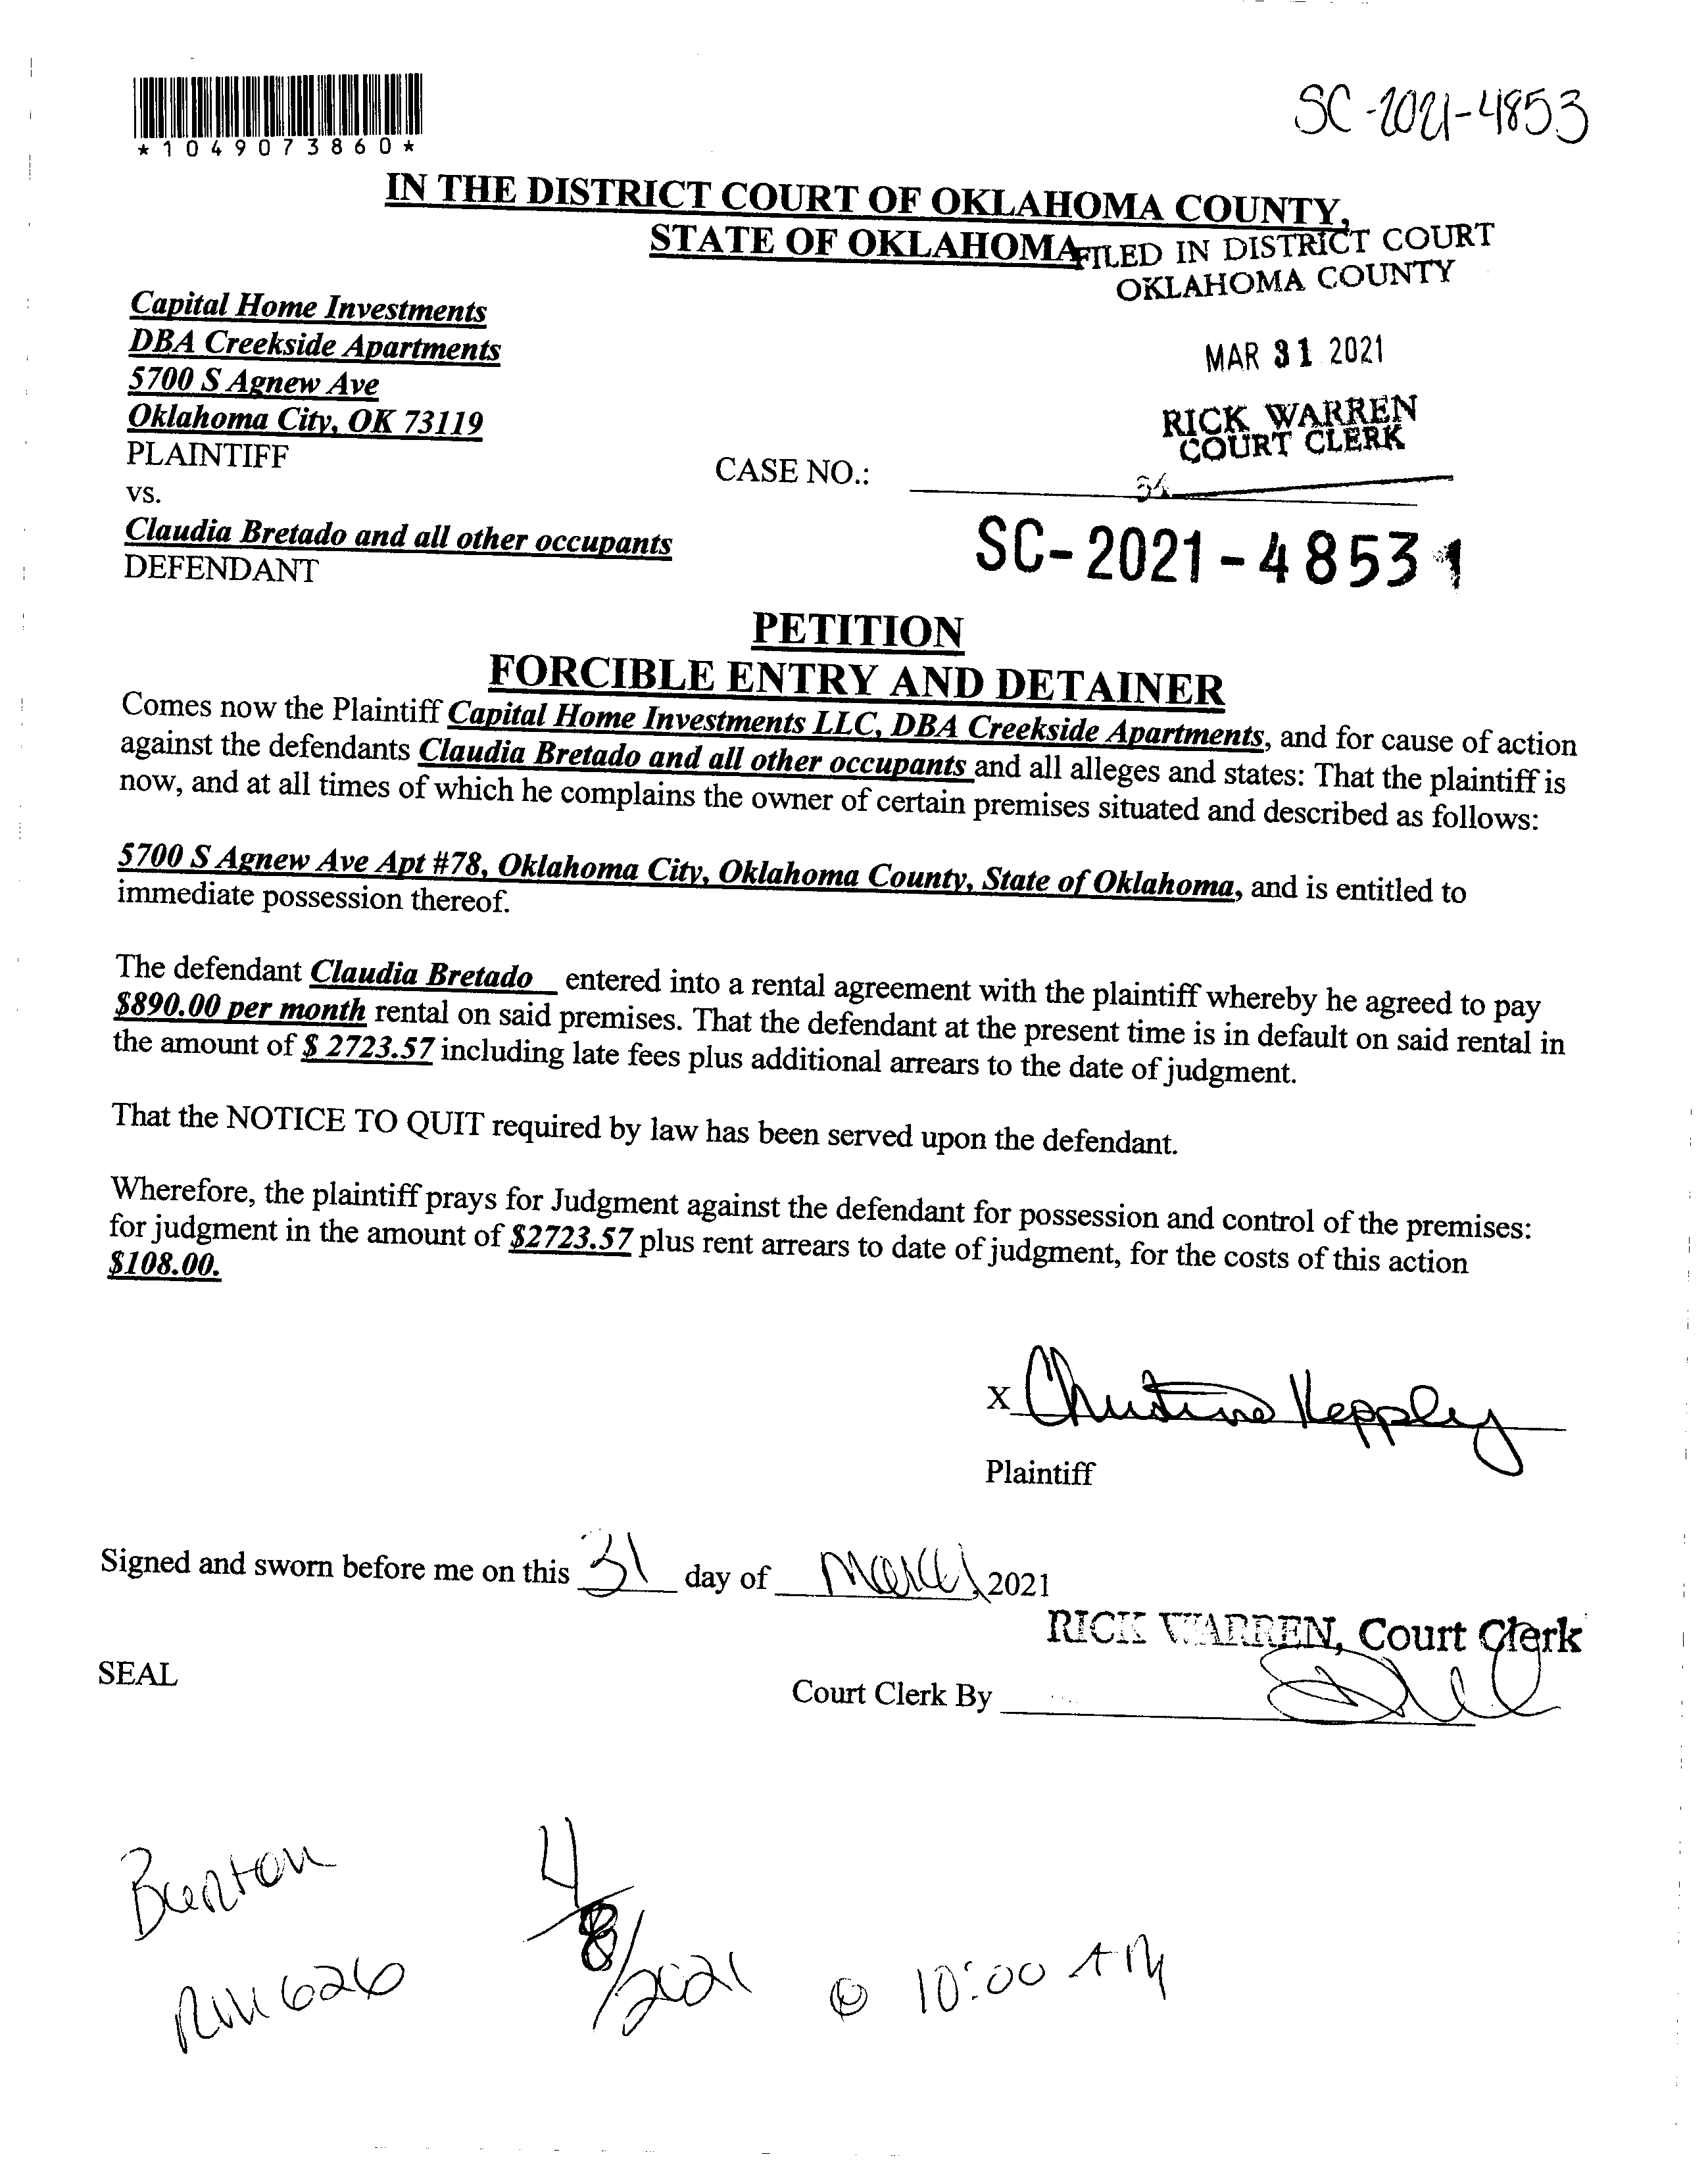 *1049073860*
SC-2021-4853
IN THE DISTRICT COURT OF OKLAHOMA COUNTY,
STATE OF OKLAHOMA
FILED IN DISTRICT COURT
OKLAHOMA COUNTY
Capital Home Investments
DBA Creekside Apartments
5700 S Agnew Ave
Oklahoma City, OK 73119
PLAINTIFF
MAR 31 2021
RICK WARREN
COURT CLERK
vs.
CASE NO.:
Claudia Bretado and all other occupants
DEFENDANT
SC-2021-4853
PETITION
FORCIBLE ENTRY AND DETAINER
Comes now the Plaintiff Capital Home Investments LLC, DBA Creekside Apartments, and for cause of action
against the defendants Claudia Bretado and all other occupants and all alleges and states: That the plaintiff is
now, and at all times of which he complains the owner of certain premises situated and described as follows:
5700 S Agnew Ave Apt #78, Oklahoma City, Oklahoma County, State of Oklahoma, and is entitled to
immediate possession thereof.
The defendant Claudia Bretado entered into a rental agreement with the plaintiff whereby he agreed to pay
$890.00 per month rental on said premises. That the defendant at the present time is in default on said rental in
the amount of $ 2723.57 including late fees plus additional arrears to the date of judgment.
That the NOTICE TO QUIT required by law has been served upon the defendant.
Wherefore, the plaintiff prays for Judgment against the defendant for possession and control of the premises:
for judgment in the amount of $2723.57 plus rent arrears to date of judgment, for the costs of this action
$108.00.
X Christine Keppley
Plaintiff
Signed and sworn before me on this 31 day of March, 2021
RICK WARREN, Court Clerk
SEAL
Court Clerk By
Burton 4/8/2021 @ 10:00 AM
RM 626